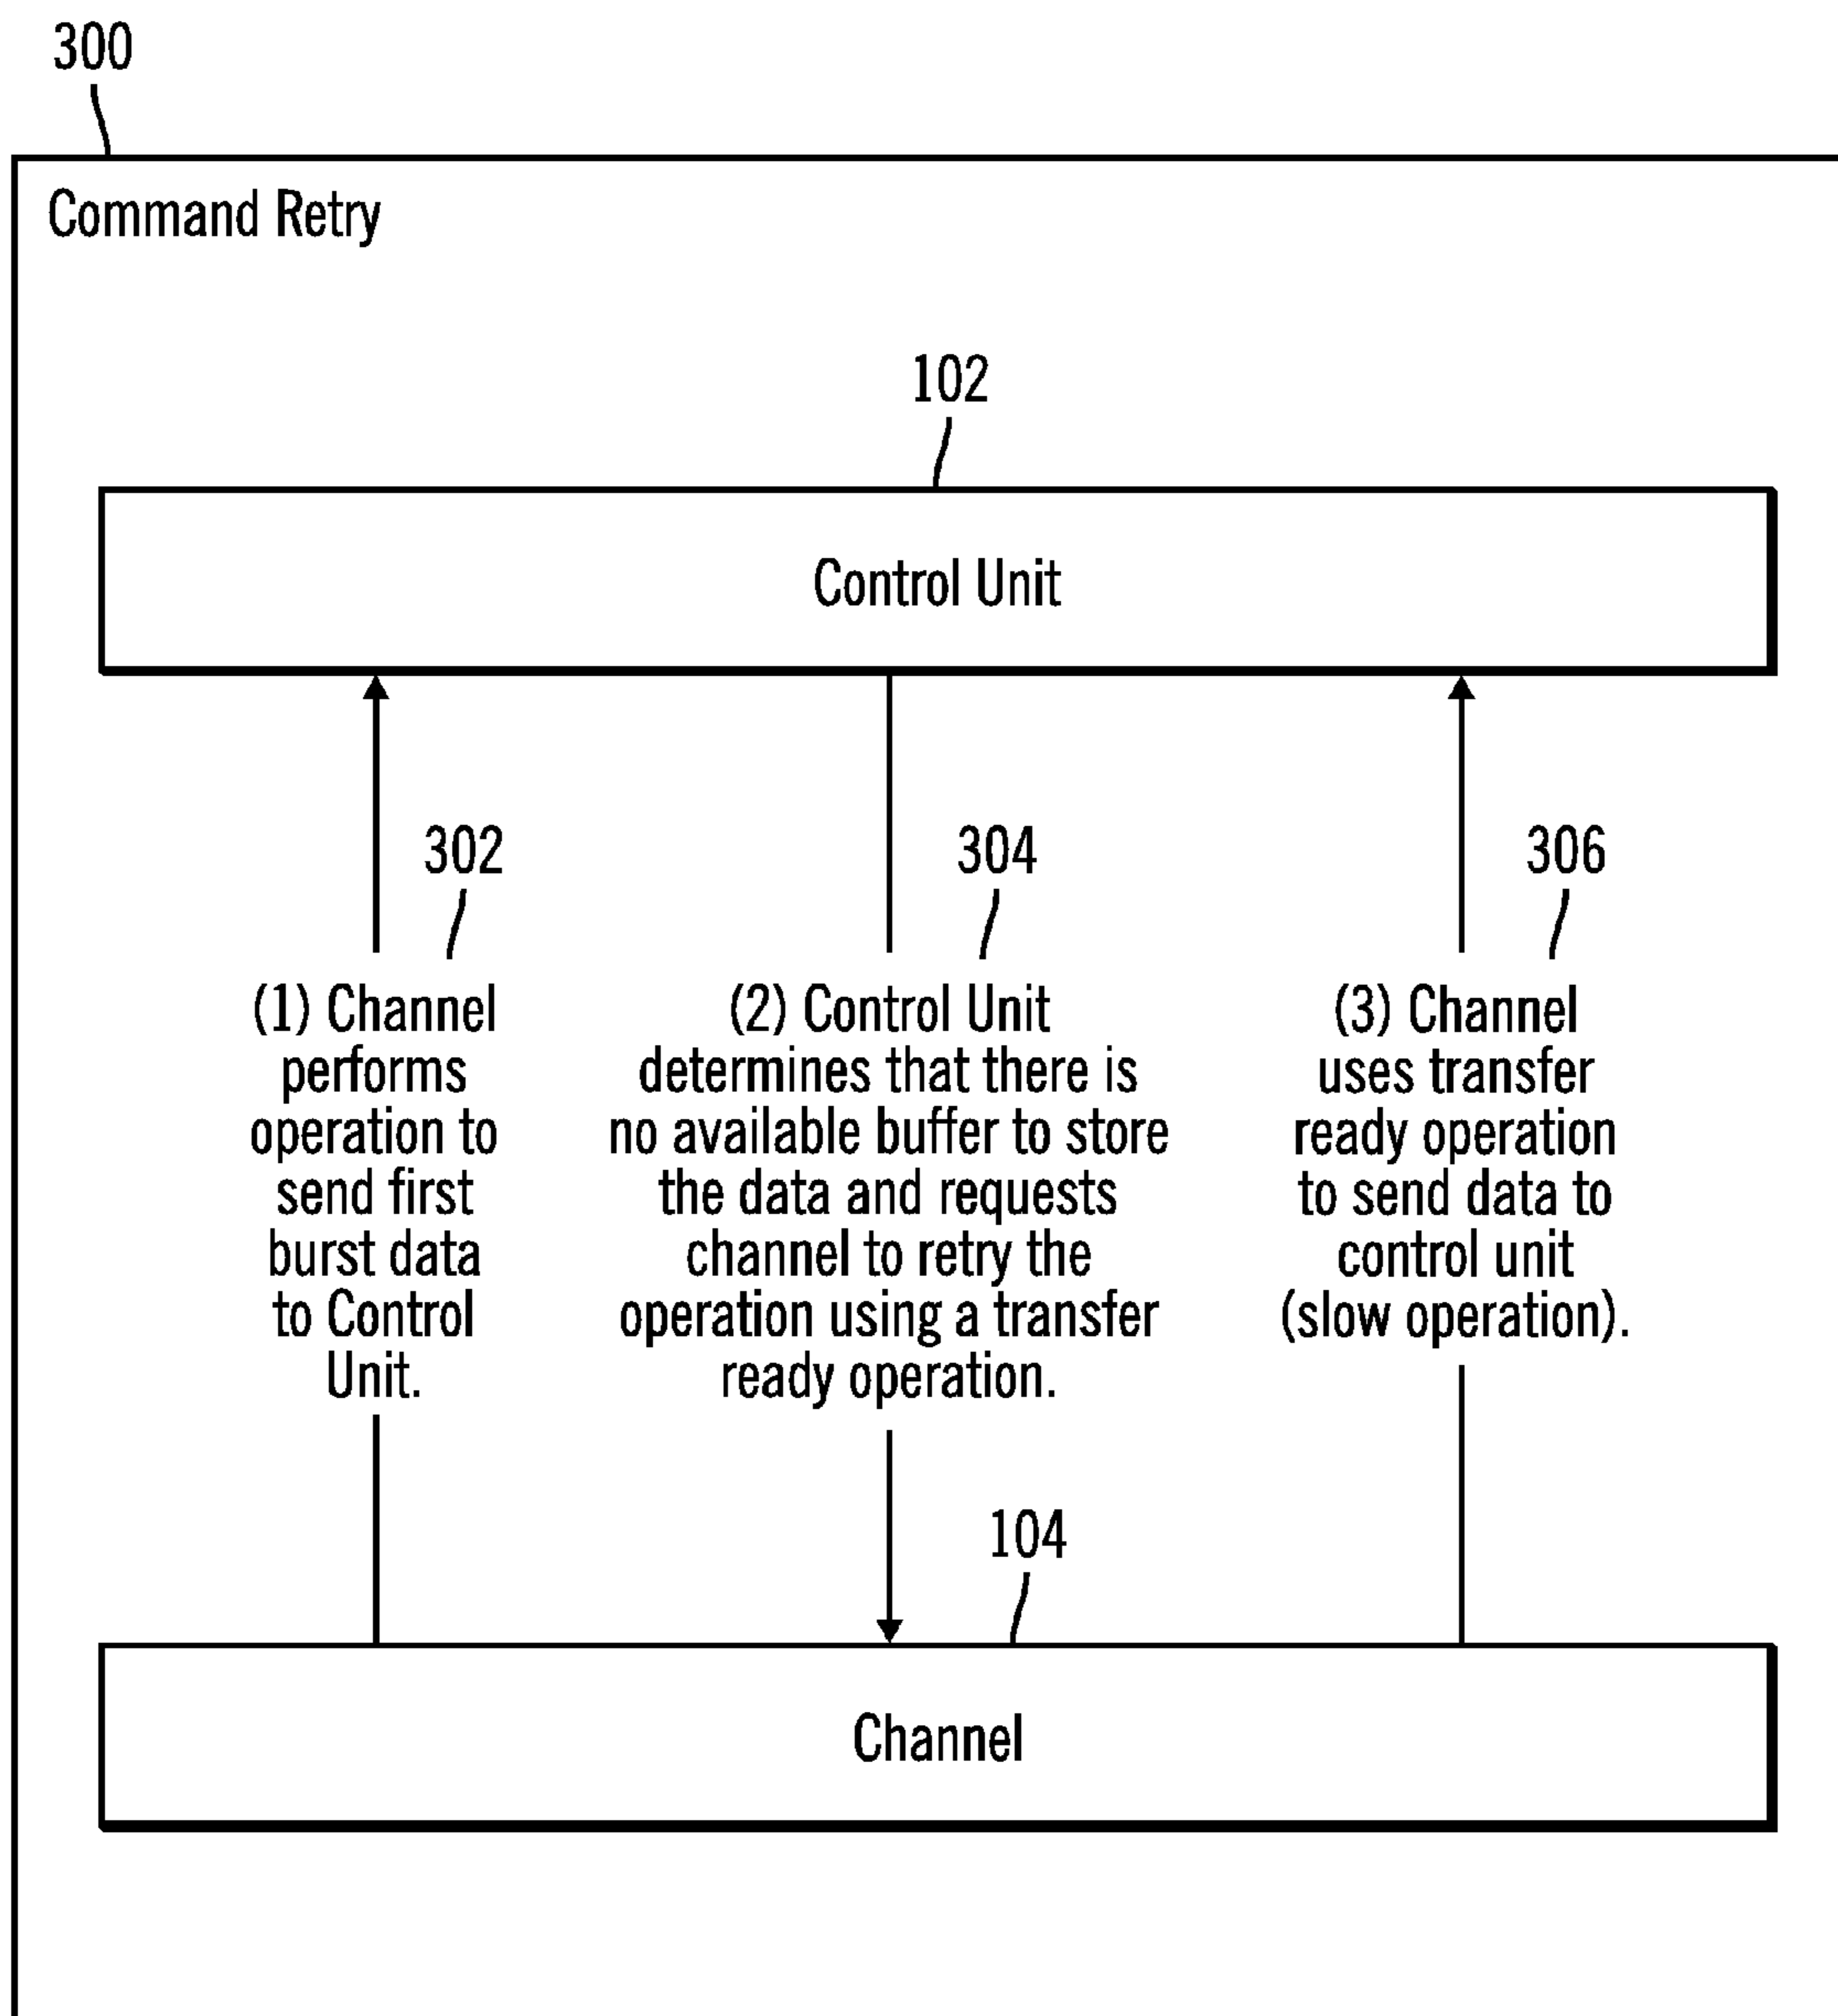 300
Command Retry
102
Control Unit
302
304
306
(1) Channel
performs
operation to
send first
burst data
to Control
Unit.
(2) Control Unit
determines that there is
no available buffer to store
the data and requests
channel to retry the
operation using a transfer
ready operation.
(3) Channel
uses transfer
ready operation
to send data to
control unit
(slow operation).
104
Channel